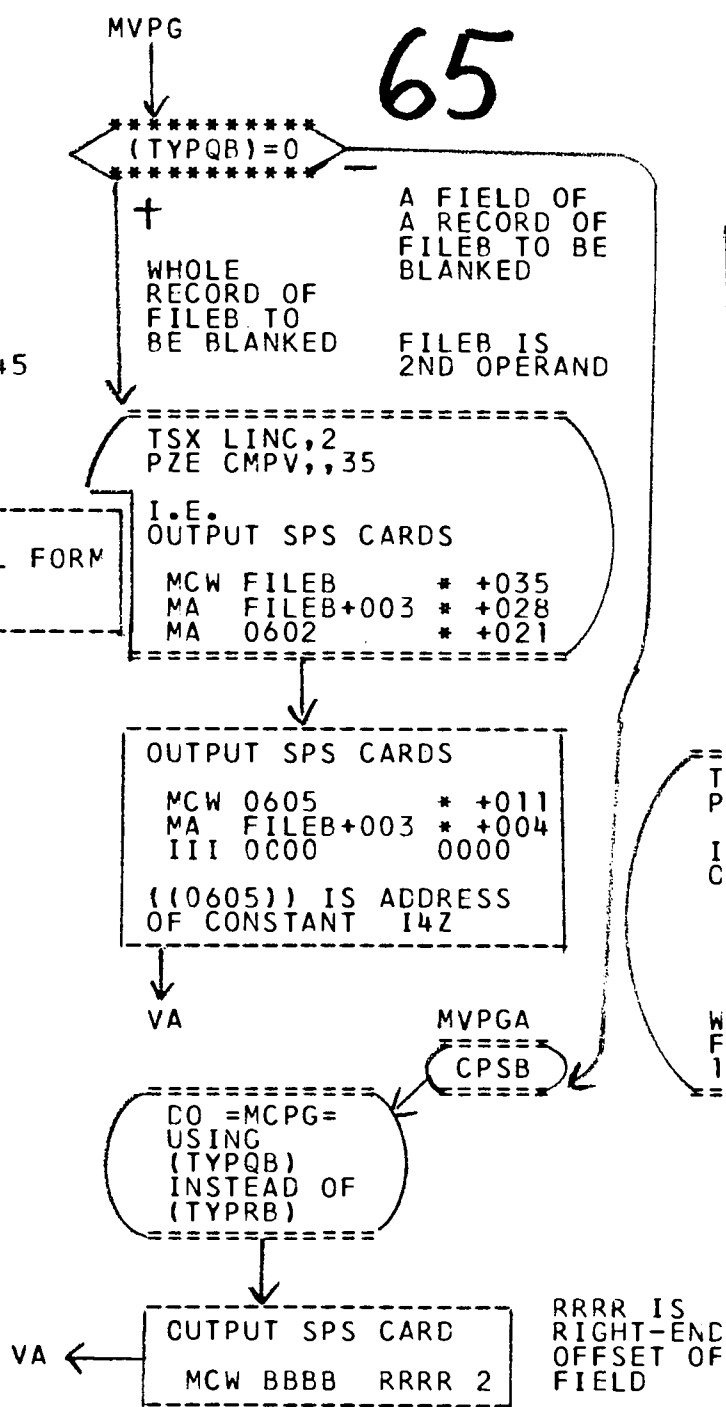 MVPG
65
(TYPQB)=0
+
−
WHOLE
RECORD OF
FILEB TO
BE BLANKED
A FIELD OF
A RECORD OF
FILEB TO BE
BLANKED
FILEB IS
2ND OPERAND
45
TSX LINC,2
PZE CMPV,,35
I.E.
OUTPUT SPS CARDS
MCW FILEB * +035
MA FILEB+003 * +028
MA 0602 * +021
FORM
OUTPUT SPS CARDS
MCW 0605 * +011
MA FILEB+003 * +004
III 0C00 0000
((0605)) IS ADDRESS
OF CONSTANT I4Z
VA
MVPGA
CPSB
DO =MCPG=
USING
(TYPQB)
INSTEAD OF
(TYPRB)
OUTPUT SPS CARD
MCW BBBB RRRR 2
VA
RRRR IS
RIGHT-END
OFFSET OF
FIELD
T
P
I
W
F
1